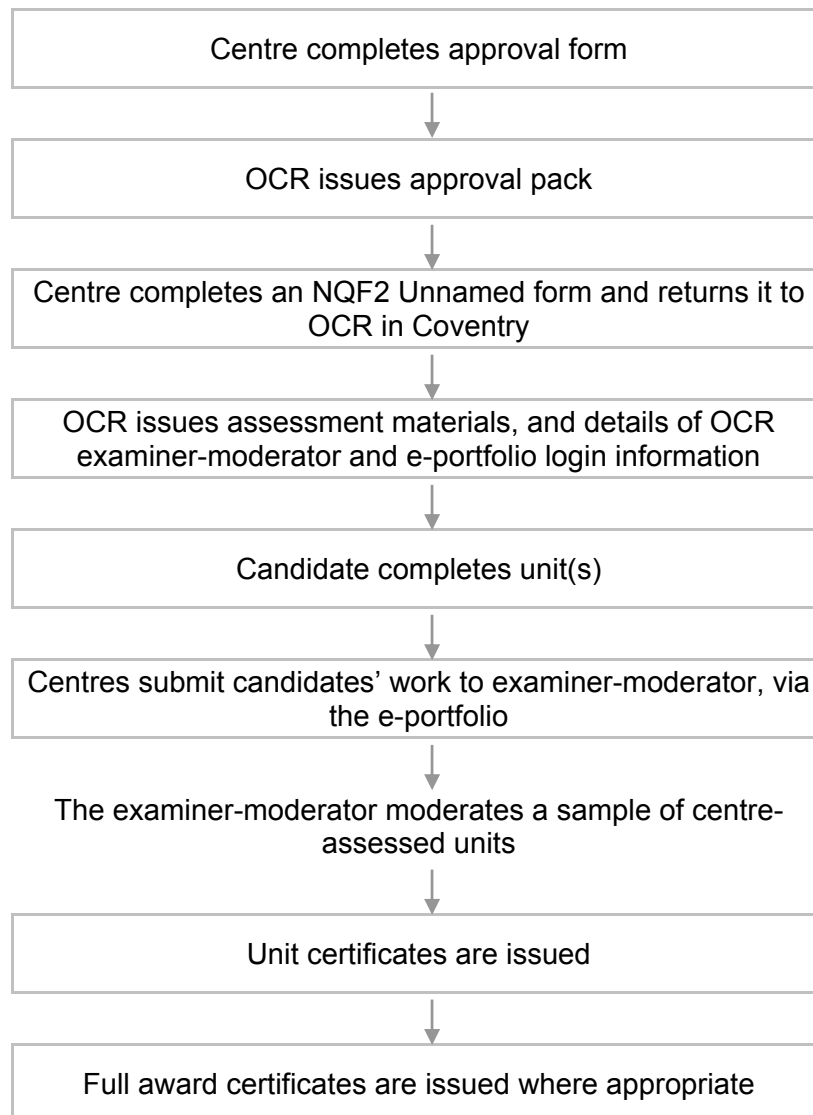 Centre completes approval form
OCR issues approval pack
Centre completes an NQF2 Unnamed form and returns it to
OCR in Coventry
OCR issues assessment materials, and details of OCR
examiner-moderator and e-portfolio login information
Candidate completes unit(s)
Centres submit candidates’ work to examiner-moderator, via
the e-portfolio
The examiner-moderator moderates a sample of centre-
assessed units
Unit certificates are issued
Full award certificates are issued where appropriate